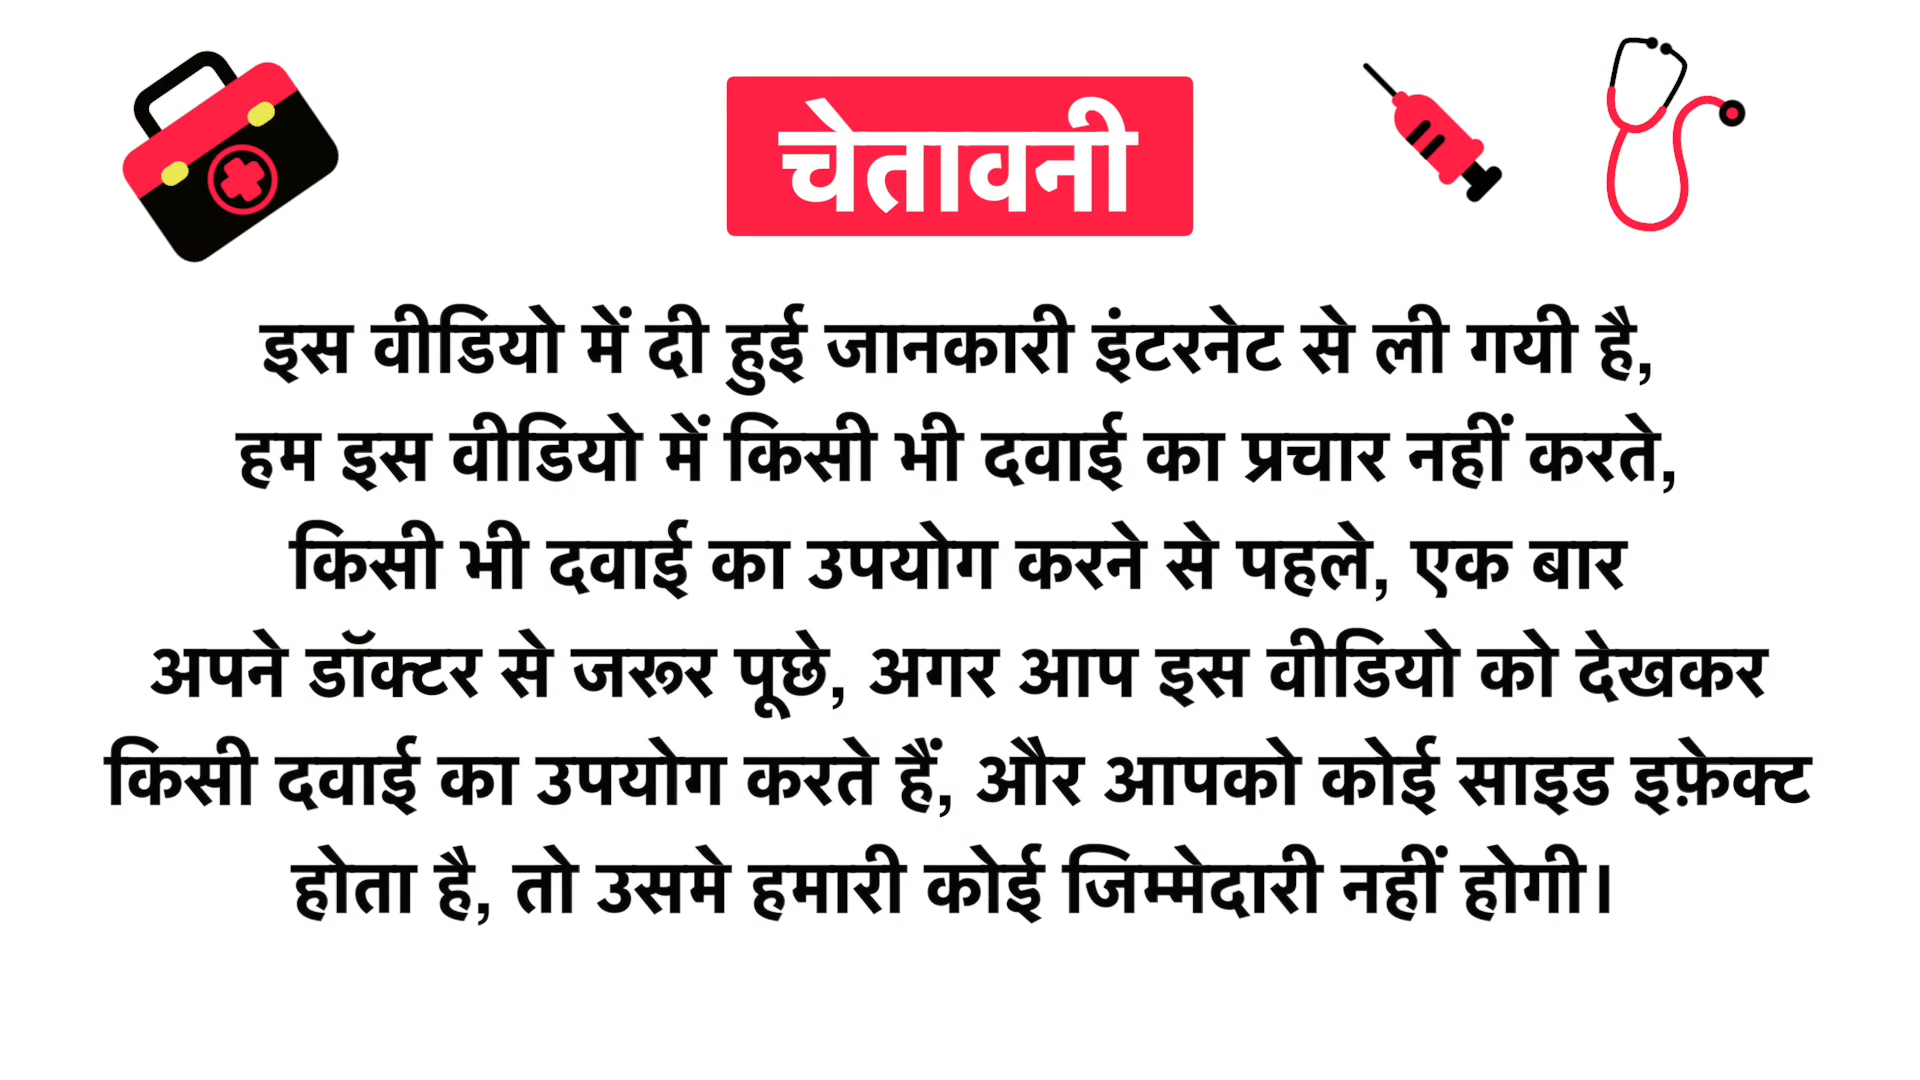 चेतावनी
इस वीडियो में दी हुई जानकारी इंटरनेट से ली गयी है,
हम इस वीडियो में किसी भी दवाई का प्रचार नहीं करते,
किसी भी दवाई का उपयोग करने से पहले, एक बार
अपने डॉक्टर से जरूर पूछे, अगर आप इस वीडियो को देखकर
किसी दवाई का उपयोग करते हैं, और आपको कोई साइड इफ़ेक्ट
होता है, तो उसमे हमारी कोई जिम्मेदारी नहीं होगी।